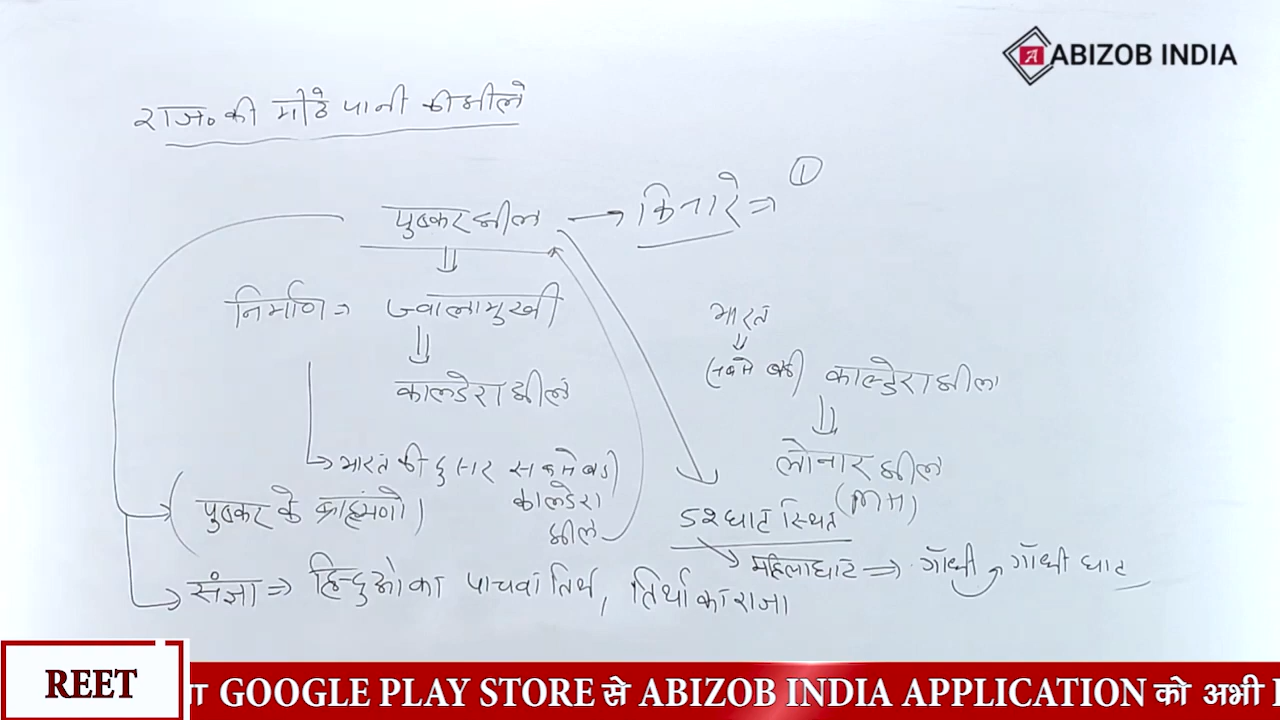 ABIZOB INDIA
राज० की मीठे पानी की झीले
①
पुष्कर झील → किनारे ⇒
निर्माण ⇒ ज्वालामुखी
काल्डेरा झील
भारत
सबसे बडी काल्डेरा झील
लोनार झील
(MH)
भारत की दुसर सबसे बडी
काल्डेरा
झील
(पुष्कर के ब्राह्मणो)
52 घाट स्थित
महिला घाट ⇒ गाँधी, गाँधी घाट
संज्ञा ⇒ हिन्दुओ का पाचवा तिर्थ, तिर्थो का राजा
REET
GOOGLE PLAY STORE से ABIZOB INDIA APPLICATION को अभी